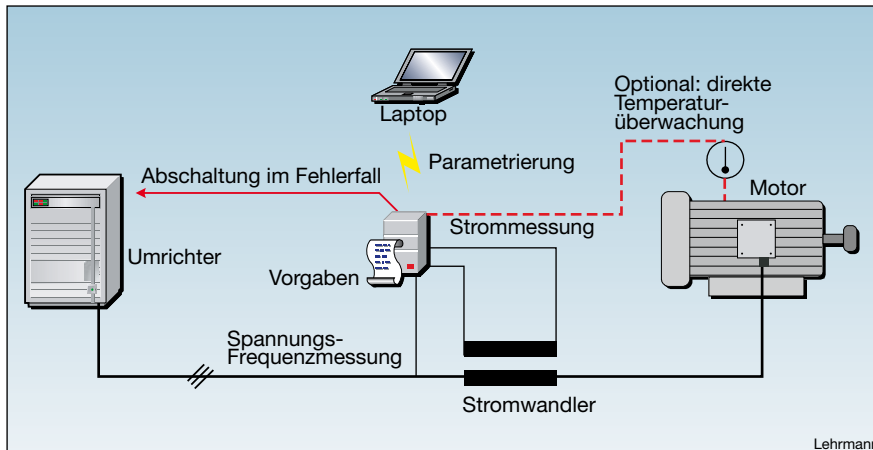 Laptop
Optional: direkte
Temperatur-
überwachung
Parametrierung
Abschaltung im Fehlerfall
Motor
Strommessung
Umrichter
Vorgaben
Spannungs-
Frequenzmessung
Stromwandler
Lehrmann